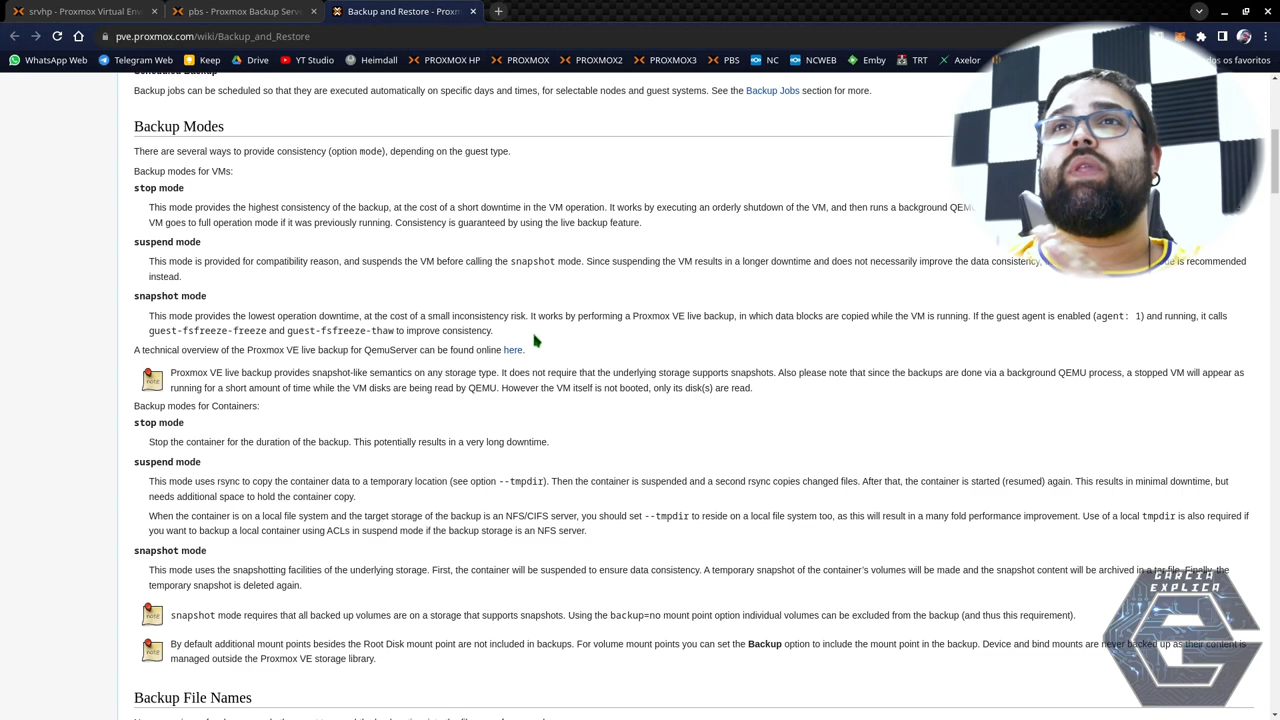 srvhp - Proxmox Virtual Env
pbs - Proxmox Backup Serve
Backup and Restore - Prox
pve.proxmox.com/wiki/Backup_and_Restore
WhatsApp Web
Telegram Web
Keep
Drive
YT Studio
Heimdall
PROXMOX HP
PROXMOX
PROXMOX2
PROXMOX3
PBS
NC
NCWEB
Emby
TRT
Axelor
os favoritos
Scheduled Backup
Backup jobs can be scheduled so that they are executed automatically on specific days and times, for selectable nodes and guest systems. See the Backup Jobs section for more.
Backup Modes
There are several ways to provide consistency (option mode), depending on the guest type.
Backup modes for VMs:
stop mode
This mode provides the highest consistency of the backup, at the cost of a short downtime in the VM operation. It works by executing an orderly shutdown of the VM, and then runs a background QEMU
VM goes to full operation mode if it was previously running. Consistency is guaranteed by using the live backup feature.
suspend mode
This mode is provided for compatibility reason, and suspends the VM before calling the snapshot mode. Since suspending the VM results in a longer downtime and does not necessarily improve the data consistency, is recommended
instead.
snapshot mode
This mode provides the lowest operation downtime, at the cost of a small inconsistency risk. It works by performing a Proxmox VE live backup, in which data blocks are copied while the VM is running. If the guest agent is enabled (agent: 1) and running, it calls
guest-fsfreeze-freeze and guest-fsfreeze-thaw to improve consistency.
A technical overview of the Proxmox VE live backup for QemuServer can be found online here.
note
Proxmox VE live backup provides snapshot-like semantics on any storage type. It does not require that the underlying storage supports snapshots. Also please note that since the backups are done via a background QEMU process, a stopped VM will appear as
running for a short amount of time while the VM disks are being read by QEMU. However the VM itself is not booted, only its disk(s) are read.
Backup modes for Containers:
stop mode
Stop the container for the duration of the backup. This potentially results in a very long downtime.
suspend mode
This mode uses rsync to copy the container data to a temporary location (see option --tmpdir). Then the container is suspended and a second rsync copies changed files. After that, the container is started (resumed) again. This results in minimal downtime, but
needs additional space to hold the container copy.
When the container is on a local file system and the target storage of the backup is an NFS/CIFS server, you should set --tmpdir to reside on a local file system too, as this will result in a many fold performance improvement. Use of a local tmpdir is also required if
you want to backup a local container using ACLs in suspend mode if the backup storage is an NFS server.
snapshot mode
This mode uses the snapshotting facilities of the underlying storage. First, the container will be suspended to ensure data consistency. A temporary snapshot of the container's volumes will be made and the snapshot content will be archived in a tar file. Finally, the
temporary snapshot is deleted again.
note
snapshot mode requires that all backed up volumes are on a storage that supports snapshots. Using the backup=no mount point option individual volumes can be excluded from the backup (and thus this requirement).
note
By default additional mount points besides the Root Disk mount point are not included in backups. For volume mount points you can set the Backup option to include the mount point in the backup. Device and bind mounts are never backed up as their content is
managed outside the Proxmox VE storage library.
GARCIA
EXPLICA
Backup File Names